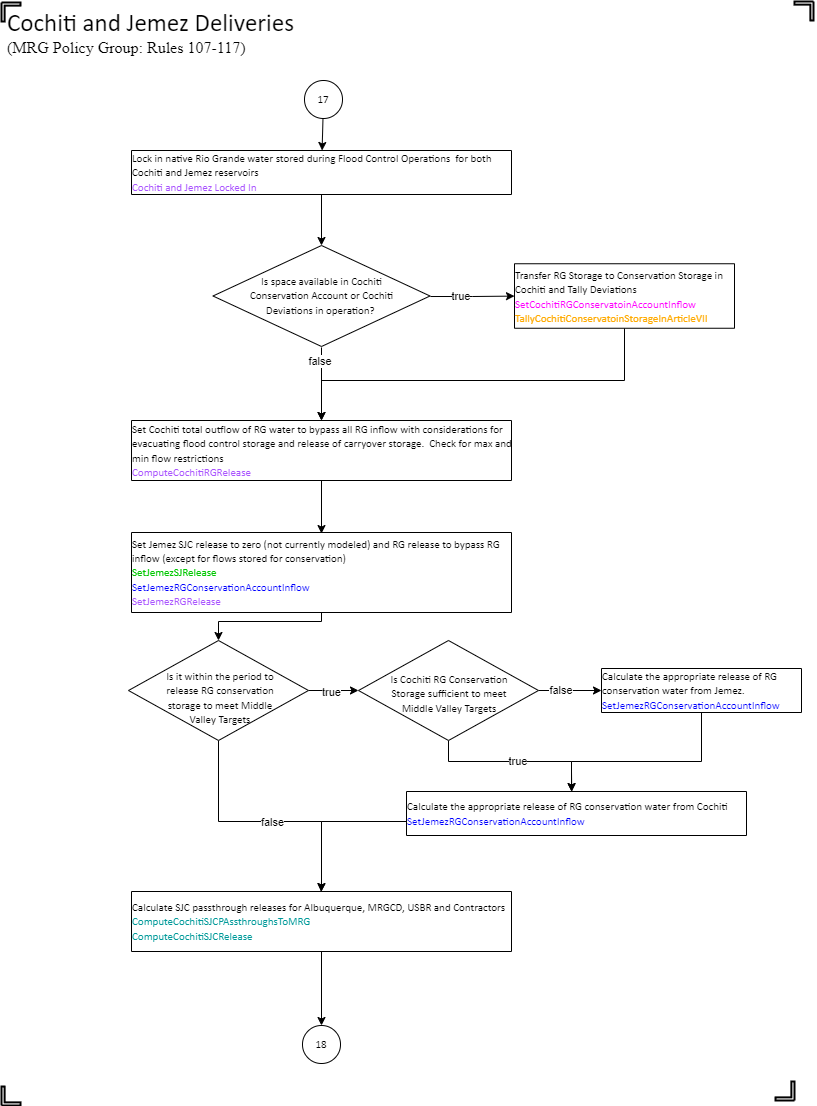 Cochiti and Jemez Deliveries
(MRG Policy Group: Rules 107-117)
17
Lock in native Rio Grande water stored during Flood Control Operations for both
Cochiti and Jemez reservoirs
Cochiti and Jemez Locked In
Is space available in Cochiti
Conservation Account or Cochiti
Deviations in operation?
true
Transfer RG Storage to Conservation Storage in
Cochiti and Tally Deviations
SetCochitiRGConservatoinAccountInflow
TallyCochitiConservatoinStorageInArticleVII
false
Set Cochiti total outflow of RG water to bypass all RG inflow with considerations for
evacuating flood control storage and release of carryover storage. Check for max and
min flow restrictions
ComputeCochitiRGRelease
Set Jemez SJC release to zero (not currently modeled) and RG release to bypass RG
inflow (except for flows stored for conservation)
SetJemezSJRelease
SetJemezRGConservationAccountInflow
SetJemezRGRelease
Is it within the period to
release RG conservation
storage to meet Middle
Valley Targets
true
Is Cochiti RG Conservation
Storage sufficient to meet
Middle Valley Targets
false
Calculate the appropriate release of RG
conservation water from Jemez.
SetJemezRGConservationAccountInflow
true
Calculate the appropriate release of RG conservation water from Cochiti
SetJemezRGConservationAccountInflow
false
Calculate SJC passthrough releases for Albuquerque, MRGCD, USBR and Contractors
ComputeCochitiSJCPAssthroughsToMRG
ComputeCochitiSJCRelease
18